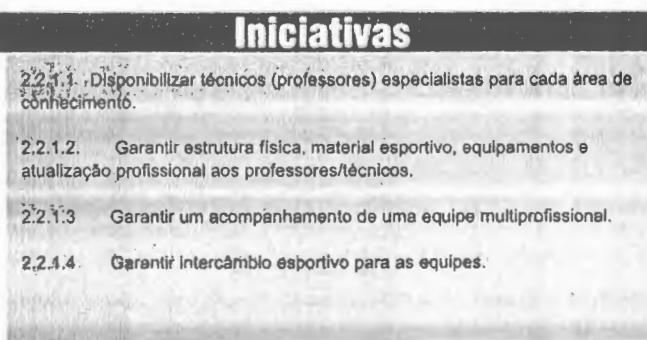 Iniciativas
2.2.1.1. Disponibilizar técnicos (professores) especialistas para cada área de
conhecimento.
2.2.1.2. Garantir estrutura física, material esportivo, equipamentos e
atualização profissional aos professores/técnicos.
2.2.1.3 Garantir um acompanhamento de uma equipe multiprofissional.
2.2.1.4. Garantir intercâmbio esportivo para as equipes.